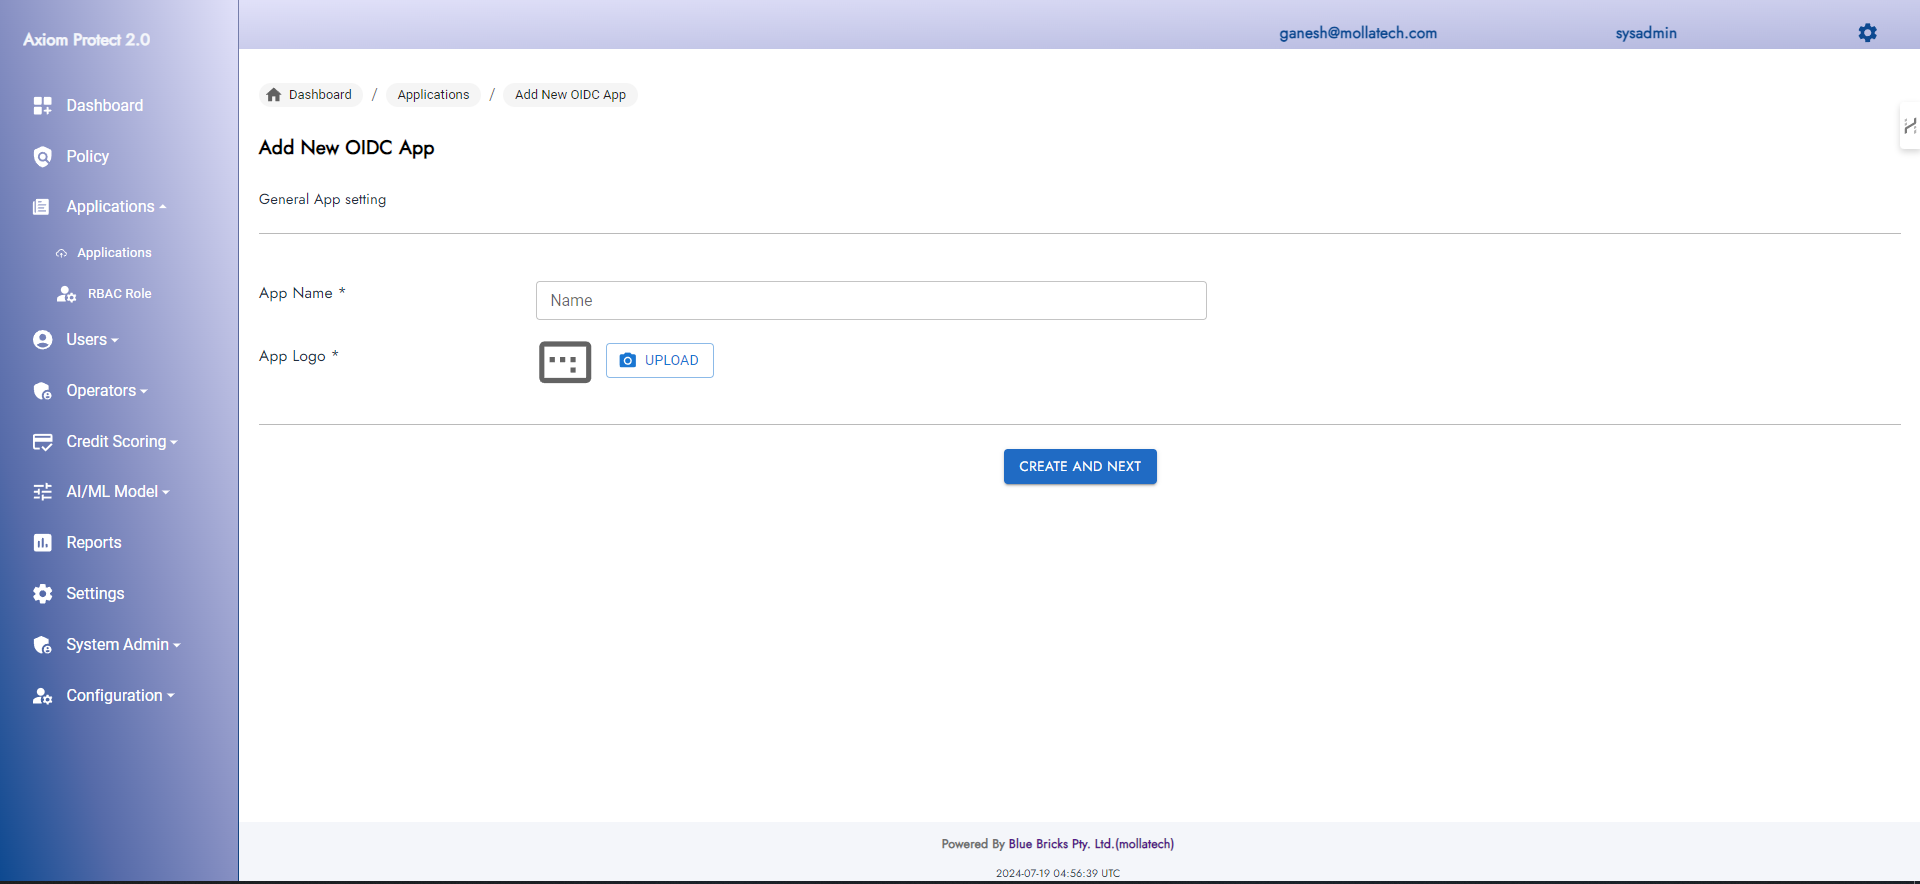 Axiom Protect 2.0
ganesh@mollatech.com
sysadmin
Dashboard
Policy
Applications
Applications
RBAC Role
Users
Operators
Credit Scoring
AI/ML Model
Reports
Settings
System Admin
Configuration
Dashboard / Applications / Add New OIDC App
Add New OIDC App
General App setting
App Name *
Name
App Logo *
UPLOAD
CREATE AND NEXT
Powered By Blue Bricks Pty. Ltd.(mollatech)
2024-07-19 04:56:39 UTC